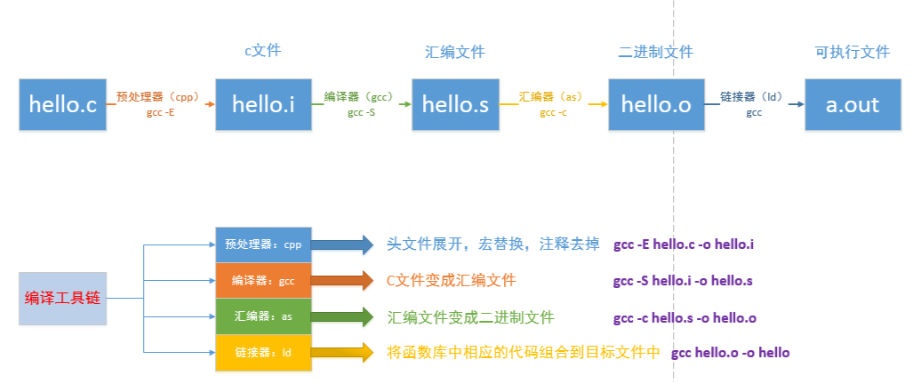 c文件
汇编文件
二进制文件
可执行文件
hello.c
预处理器（cpp）
gcc -E
hello.i
编译器（gcc）
gcc -S
hello.s
汇编器（as）
gcc -c
hello.o
链接器（ld）
gcc
a.out
编译工具链
预处理器：cpp
头文件展开，宏替换，注释去掉
gcc -E hello.c -o hello.i
编译器：gcc
C文件变成汇编文件
gcc -S hello.i -o hello.s
汇编器：as
汇编文件变成二进制文件
gcc -c hello.s -o hello.o
链接器：ld
将函数库中相应的代码组合到目标文件中
gcc hello.o -o hello